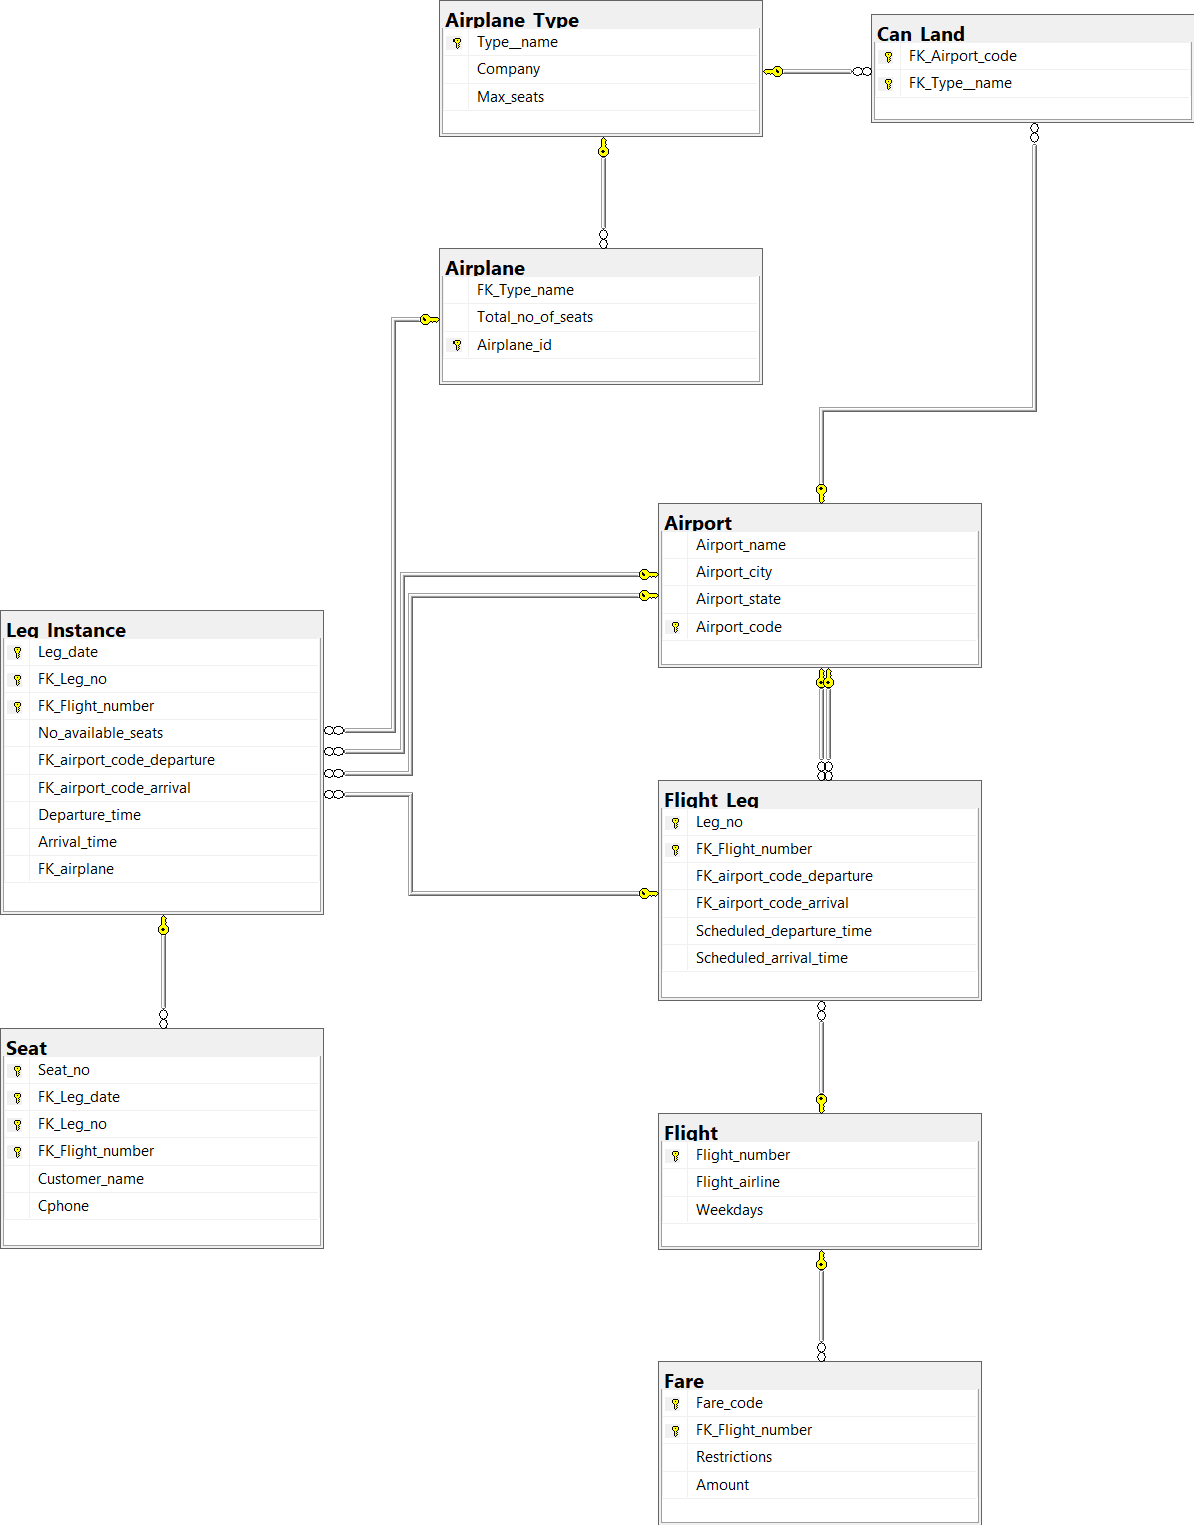 Airplane_Type
Type__name
Company
Max_seats
Can_Land
FK_Airport_code
FK_Type__name
Airplane
FK_Type_name
Total_no_of_seats
Airplane_id
Airport
Airport_name
Airport_city
Airport_state
Airport_code
Leg_Instance
Leg_date
FK_Leg_no
FK_Flight_number
No_available_seats
FK_airport_code_departure
FK_airport_code_arrival
Departure_time
Arrival_time
FK_airplane
Flight_Leg
Leg_no
FK_Flight_number
FK_airport_code_departure
FK_airport_code_arrival
Scheduled_departure_time
Scheduled_arrival_time
Seat
Seat_no
FK_Leg_date
FK_Leg_no
FK_Flight_number
Customer_name
Cphone
Flight
Flight_number
Flight_airline
Weekdays
Fare
Fare_code
FK_Flight_number
Restrictions
Amount